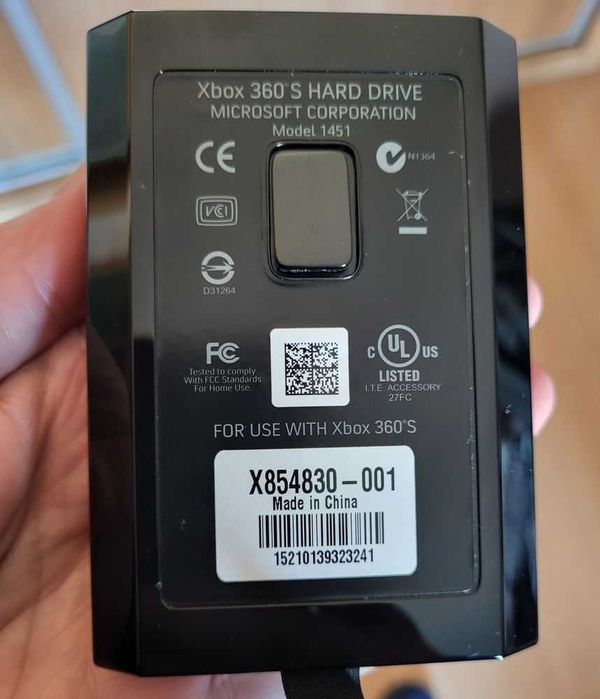 Xbox 360 S HARD DRIVE
MICROSOFT CORPORATION
Model 1451
CE
N1364
VCI
D31264
FC
Tested to comply
With FCC Standards
For Home Use.
C UL US
LISTED
I.T.E. ACCESSORY
27FC
FOR USE WITH Xbox 360 S
X854830-001
Made in China
15210139323241